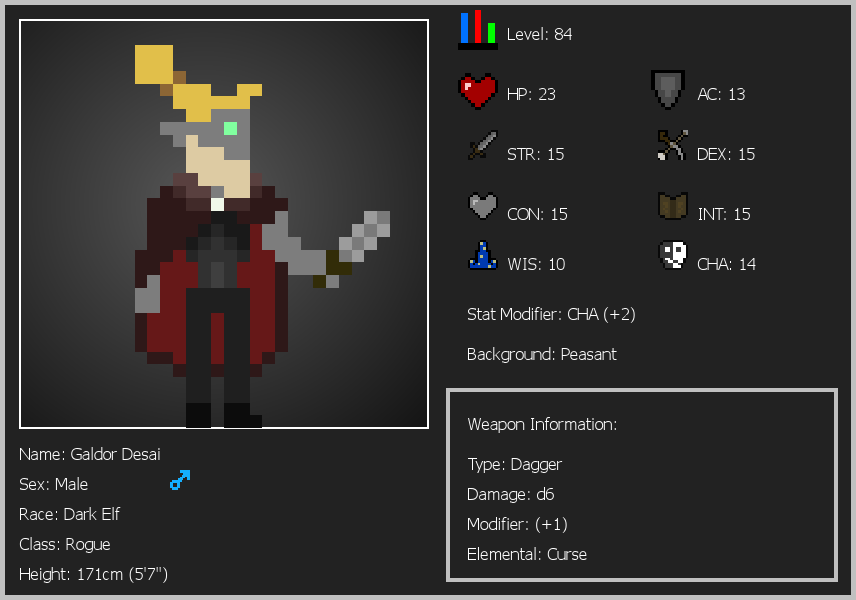 Level: 84
HP: 23
AC: 13
STR: 15
DEX: 15
CON: 15
INT: 15
WIS: 10
CHA: 14
Stat Modifier: CHA (+2)
Background: Peasant
Weapon Information:
Type: Dagger
Damage: d6
Modifier: (+1)
Elemental: Curse
Name: Galdor Desai
Sex: Male
Race: Dark Elf
Class: Rogue
Height: 171cm (5'7")